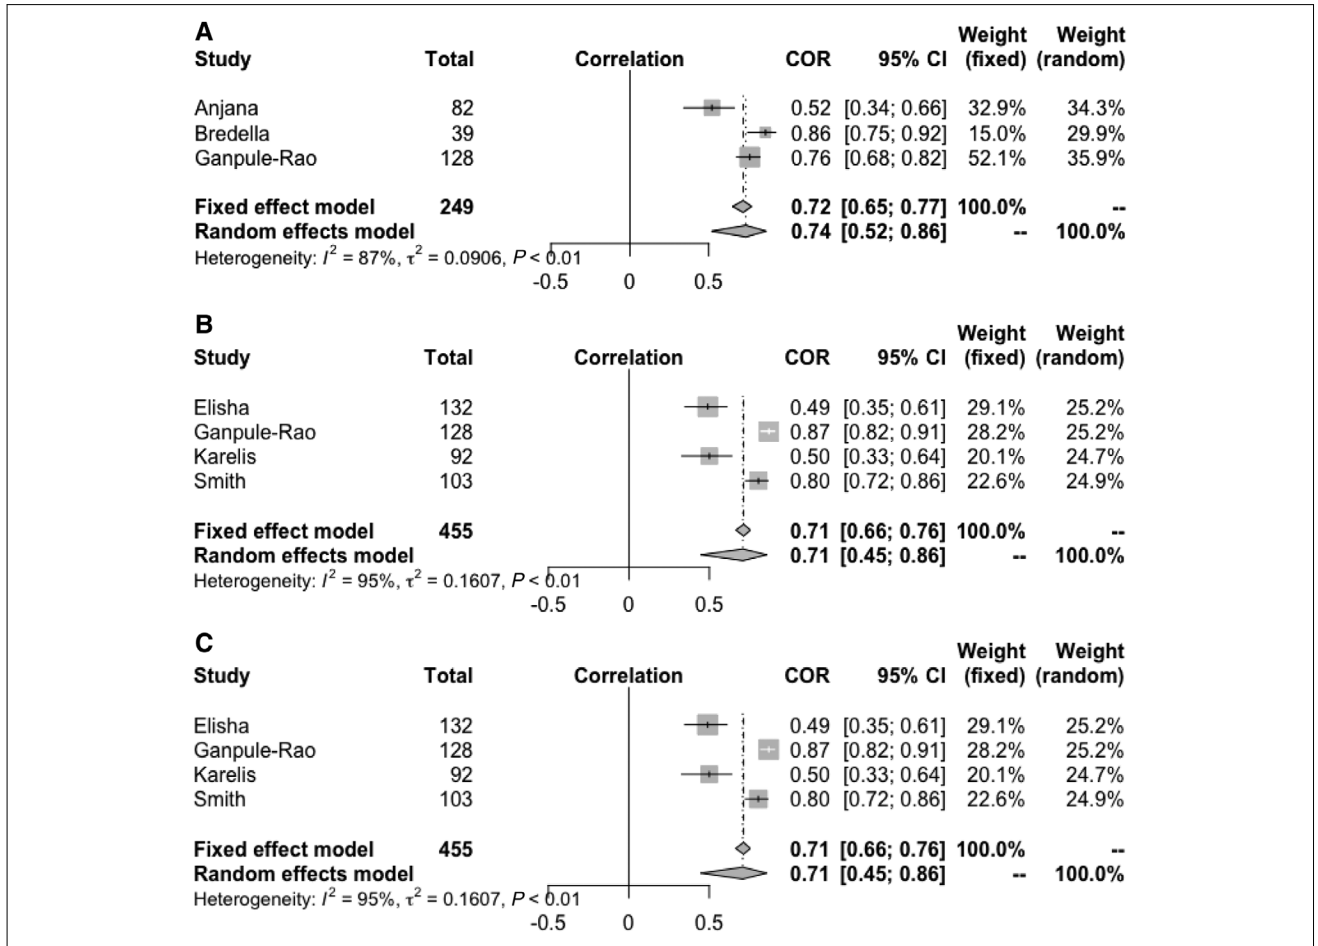 A
Weight Weight
Study Total Correlation COR 95% CI (fixed) (random)
Anjana 82 0.52 [0.34; 0.66] 32.9% 34.3%
Bredella 39 0.86 [0.75; 0.92] 15.0% 29.9%
Ganpule-Rao 128 0.76 [0.68; 0.82] 52.1% 35.9%
Fixed effect model 249 0.72 [0.65; 0.77] 100.0% --
Random effects model 0.74 [0.52; 0.86] -- 100.0%
Heterogeneity: I² = 87%, τ² = 0.0906, P < 0.01
-0.5 0 0.5
B
Weight Weight
Study Total Correlation COR 95% CI (fixed) (random)
Elisha 132 0.49 [0.35; 0.61] 29.1% 25.2%
Ganpule-Rao 128 0.87 [0.82; 0.91] 28.2% 25.2%
Karelis 92 0.50 [0.33; 0.64] 20.1% 24.7%
Smith 103 0.80 [0.72; 0.86] 22.6% 24.9%
Fixed effect model 455 0.71 [0.66; 0.76] 100.0% --
Random effects model 0.71 [0.45; 0.86] -- 100.0%
Heterogeneity: I² = 95%, τ² = 0.1607, P < 0.01
-0.5 0 0.5
C
Weight Weight
Study Total Correlation COR 95% CI (fixed) (random)
Elisha 132 0.49 [0.35; 0.61] 29.1% 25.2%
Ganpule-Rao 128 0.87 [0.82; 0.91] 28.2% 25.2%
Karelis 92 0.50 [0.33; 0.64] 20.1% 24.7%
Smith 103 0.80 [0.72; 0.86] 22.6% 24.9%
Fixed effect model 455 0.71 [0.66; 0.76] 100.0% --
Random effects model 0.71 [0.45; 0.86] -- 100.0%
Heterogeneity: I² = 95%, τ² = 0.1607, P < 0.01
-0.5 0 0.5